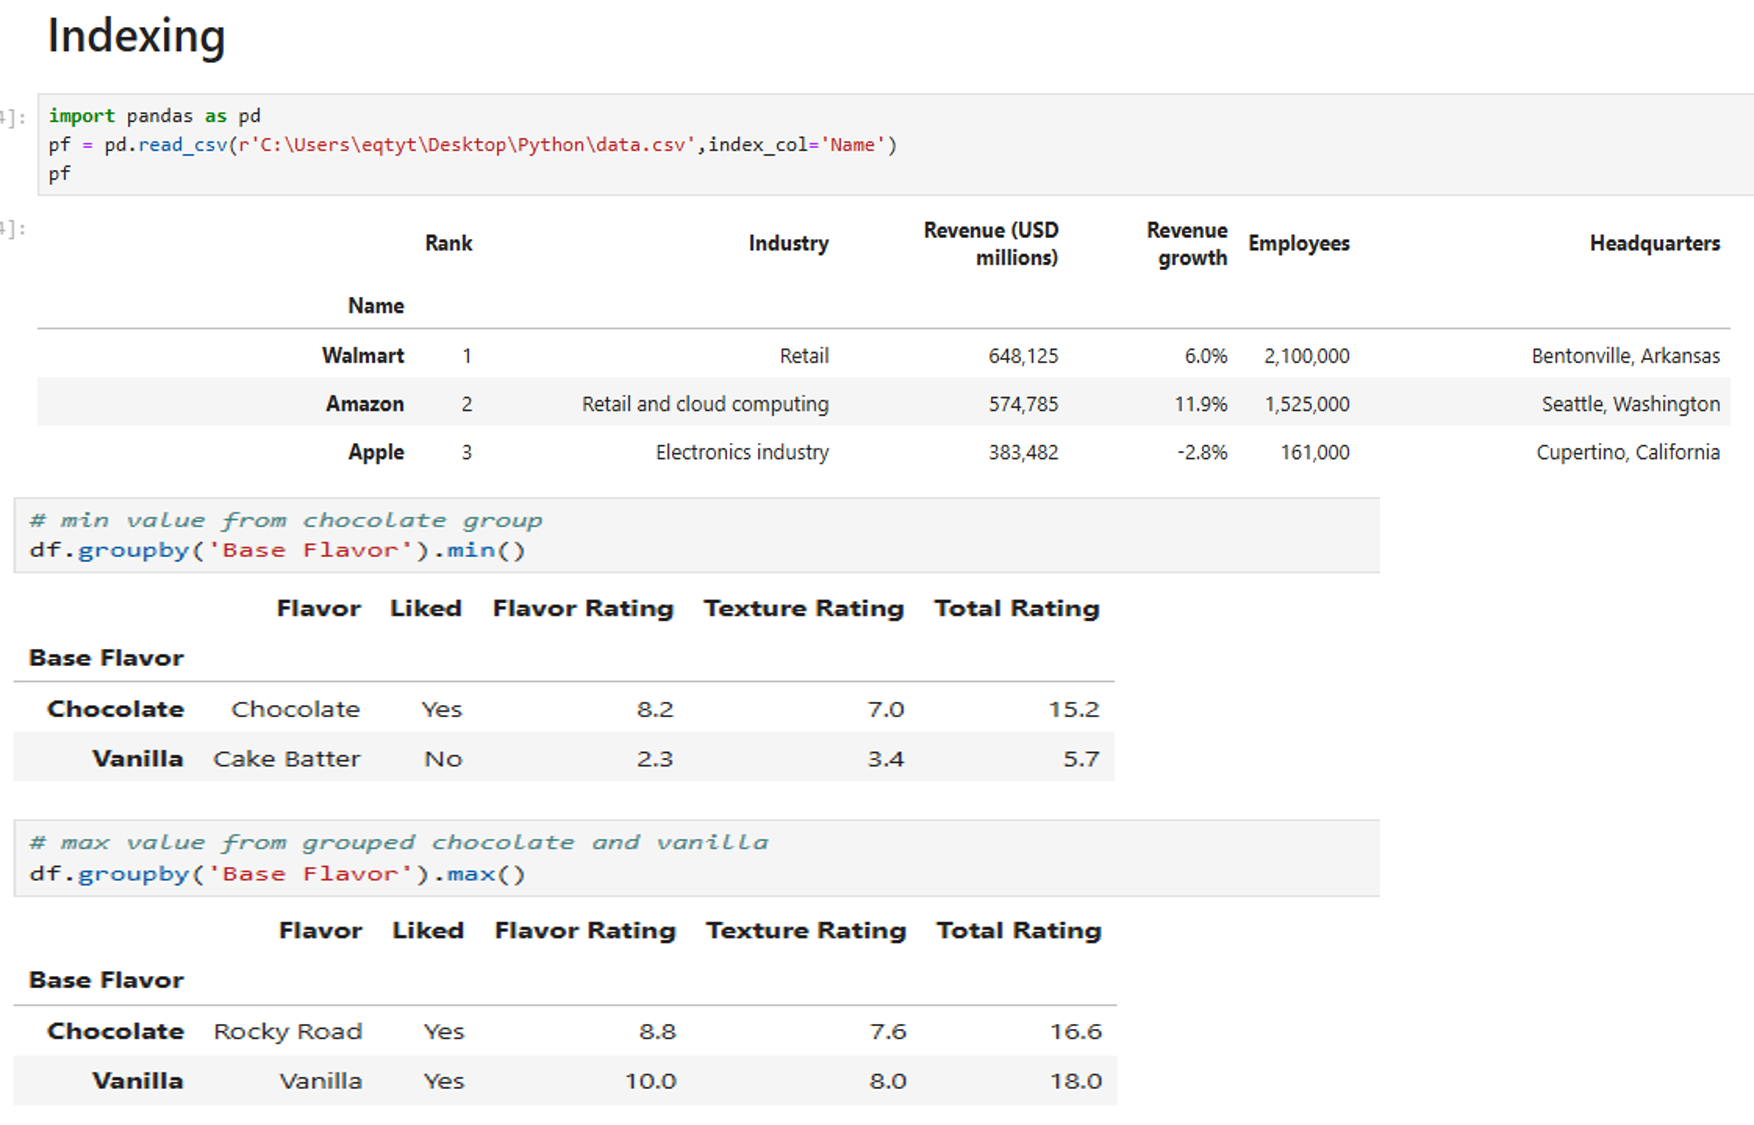 Indexing
4]:
import pandas as pd
pf = pd.read_csv(r'C:\Users\eqtyt\Desktop\Python\data.csv',index_col='Name')
pf
4]:
Rank Industry Revenue (USD millions) Revenue growth Employees Headquarters
Name
Walmart 1 Retail 648,125 6.0% 2,100,000 Bentonville, Arkansas
Amazon 2 Retail and cloud computing 574,785 11.9% 1,525,000 Seattle, Washington
Apple 3 Electronics industry 383,482 -2.8% 161,000 Cupertino, California
# min value from chocolate group
df.groupby('Base Flavor').min()
Flavor Liked Flavor Rating Texture Rating Total Rating
Base Flavor
Chocolate Chocolate Yes 8.2 7.0 15.2
Vanilla Cake Batter No 2.3 3.4 5.7
# max value from grouped chocolate and vanilla
df.groupby('Base Flavor').max()
Flavor Liked Flavor Rating Texture Rating Total Rating
Base Flavor
Chocolate Rocky Road Yes 8.8 7.6 16.6
Vanilla Vanilla Yes 10.0 8.0 18.0